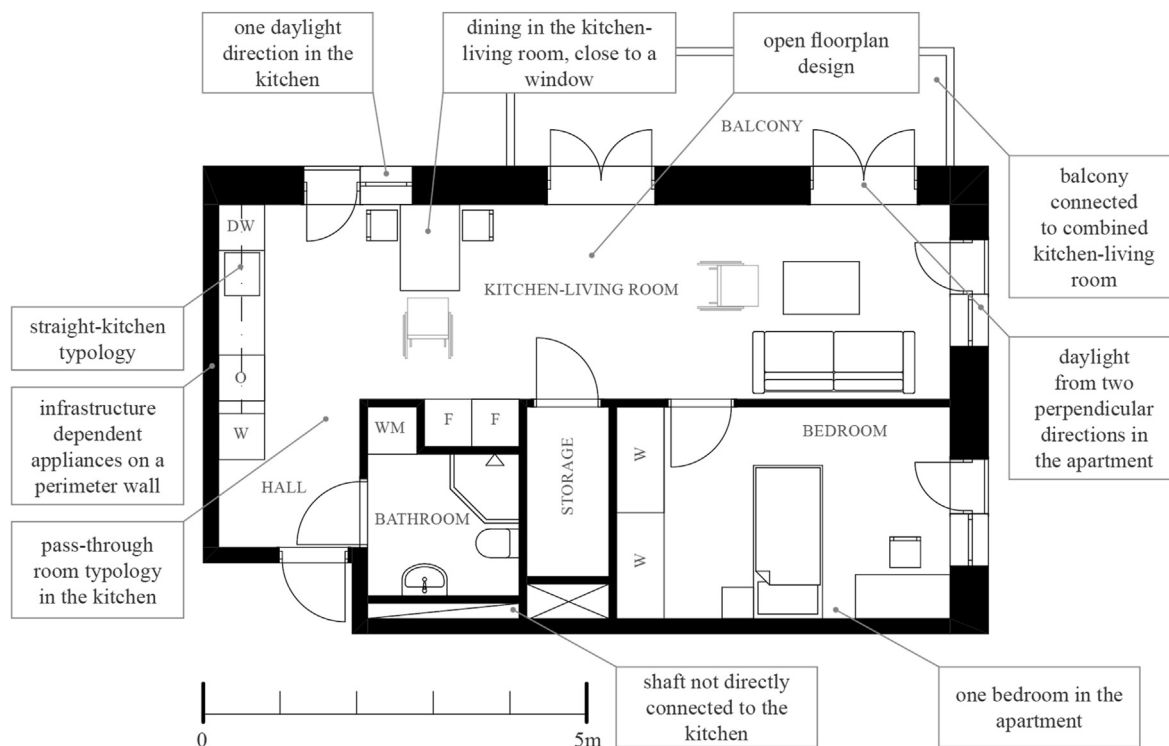 one daylight
direction in the
kitchen
dining in the kitchen-
living room, close to a
window
open floorplan
design
BALCONY
balcony
connected
to combined
kitchen-living
room
DW
KITCHEN-LIVING ROOM
straight-kitchen
typology
O
daylight
from two
perpendicular
directions in
the apartment
infrastructure
dependent
appliances on a
perimeter wall
W
WM
F
F
BEDROOM
W
HALL
STORAGE
BATHROOM
W
pass-through
room typology
in the kitchen
shaft not directly
connected to the
kitchen
one bedroom in the
apartment
0
5m